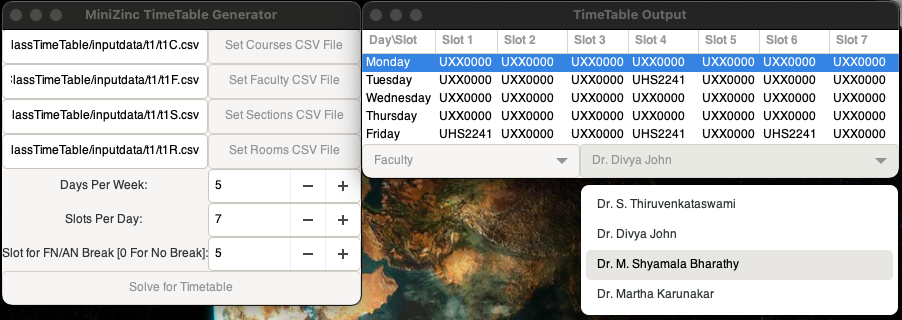 MiniZinc TimeTable Generator
lassTimeTable/inputdata/t1/t1C.csv Set Courses CSV File
lassTimeTable/inputdata/t1/t1F.csv Set Faculty CSV File
lassTimeTable/inputdata/t1/t1S.csv Set Sections CSV File
lassTimeTable/inputdata/t1/t1R.csv Set Rooms CSV File
Days Per Week: 5 − +
Slots Per Day: 7 − +
Slot for FN/AN Break [0 For No Break]: 5 − +
Solve for Timetable
TimeTable Output
Day\Slot Slot 1 Slot 2 Slot 3 Slot 4 Slot 5 Slot 6 Slot 7
Monday UXX0000 UXX0000 UXX0000 UXX0000 UXX0000 UXX0000 UXX0000
Tuesday UXX0000 UXX0000 UXX0000 UHS2241 UXX0000 UXX0000 UXX0000
Wednesday UXX0000 UXX0000 UXX0000 UXX0000 UXX0000 UXX0000 UXX0000
Thursday UXX0000 UXX0000 UXX0000 UXX0000 UXX0000 UXX0000 UXX0000
Friday UHS2241 UXX0000 UXX0000 UHS2241 UXX0000 UHS2241 UXX0000
Faculty Dr. Divya John
Dr. S. Thiruvenkataswami
Dr. Divya John
Dr. M. Shyamala Bharathy
Dr. Martha Karunakar